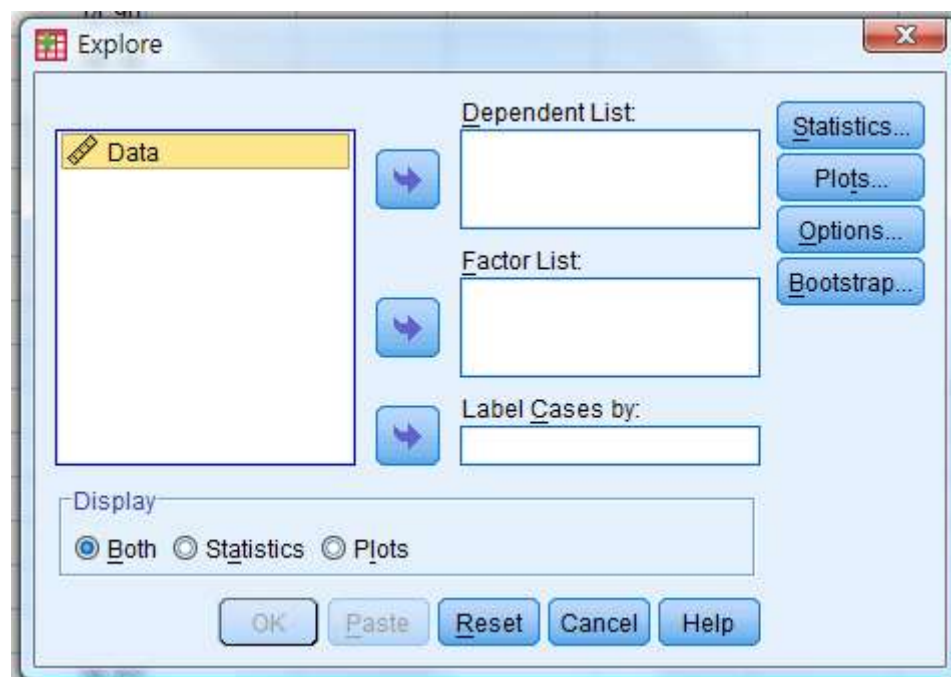 Explore
Data
Dependent List:
Factor List:
Label Cases by:
Statistics...
Plots...
Options...
Bootstrap...
Display
Both Statistics Plots
OK Paste Reset Cancel Help